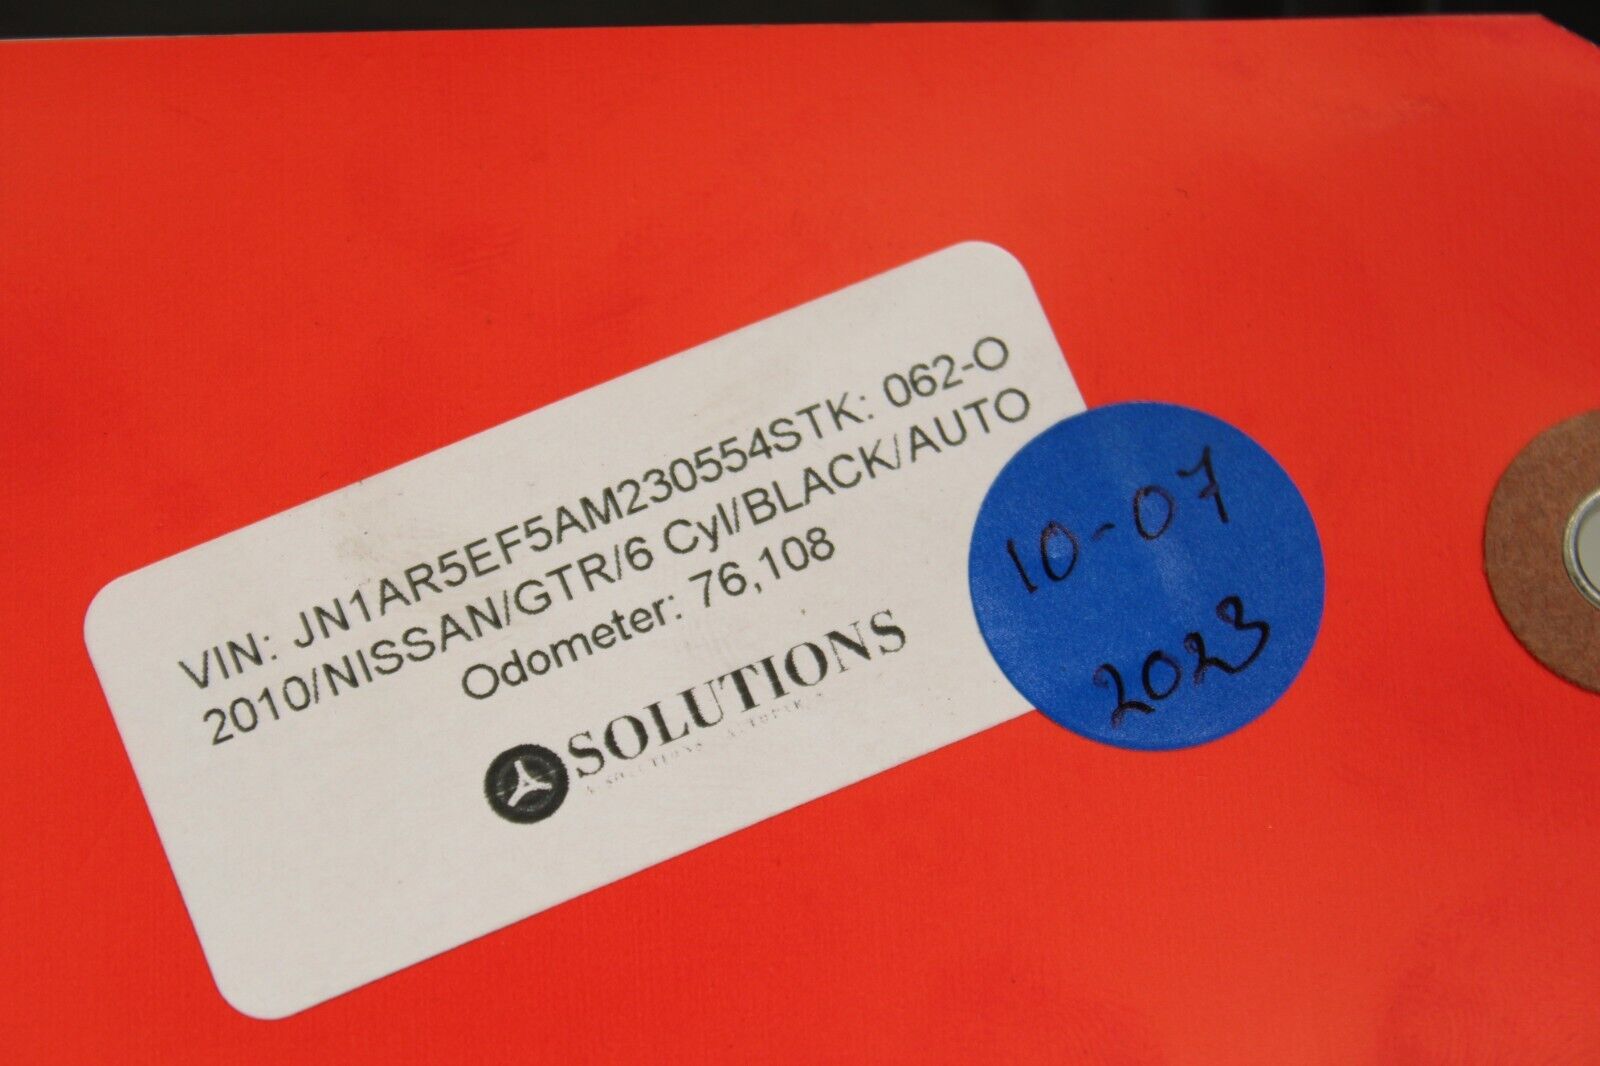 VIN: JN1AR5EF5AM230554STK: 062-O
2010/NISSAN/GTR/6 Cyl/BLACK/AUTO
Odometer: 76,108
SOLUTIONS
10-07
2023